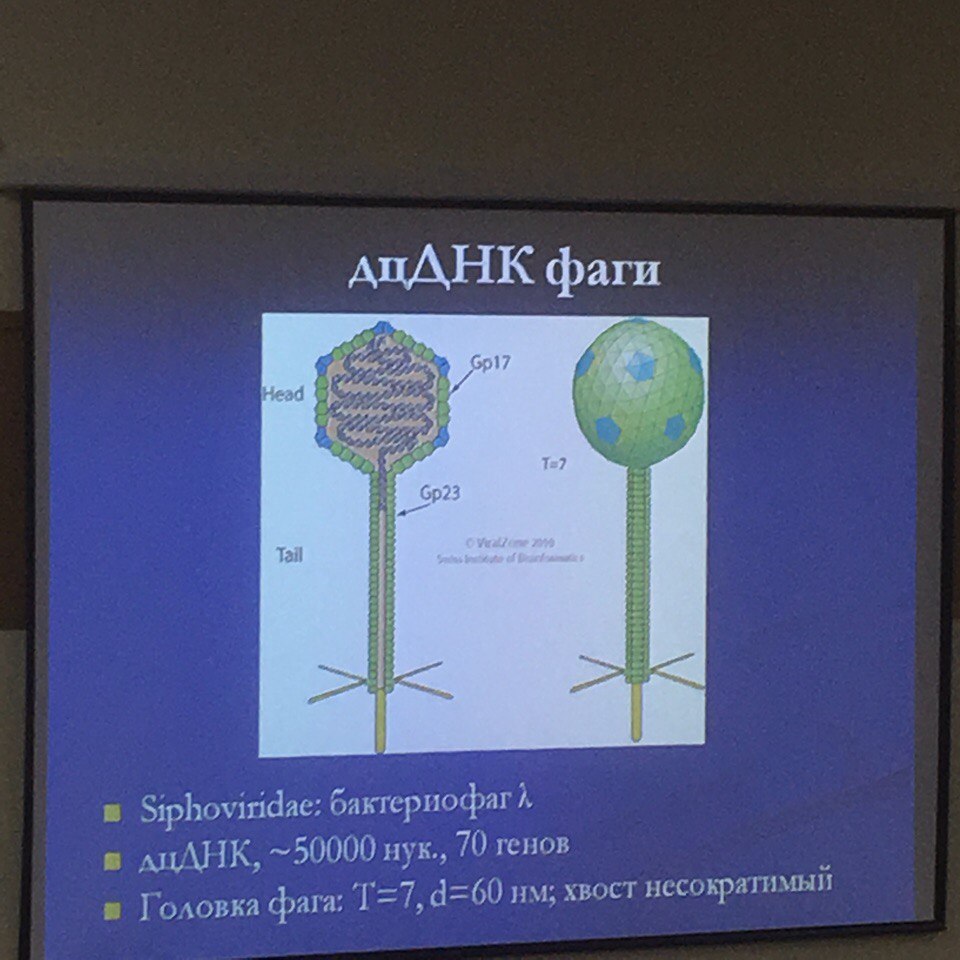 дцДНК фаги
Head
Gp17
T=7
Gp23
Tail
© ViralZone 2010
Swiss Institute of Bioinformatics
Siphoviridae: бактериофаг λ
дцДНК, ~50000 нук., 70 генов
Головка фага: T=7, d=60 нм; хвост несократимый